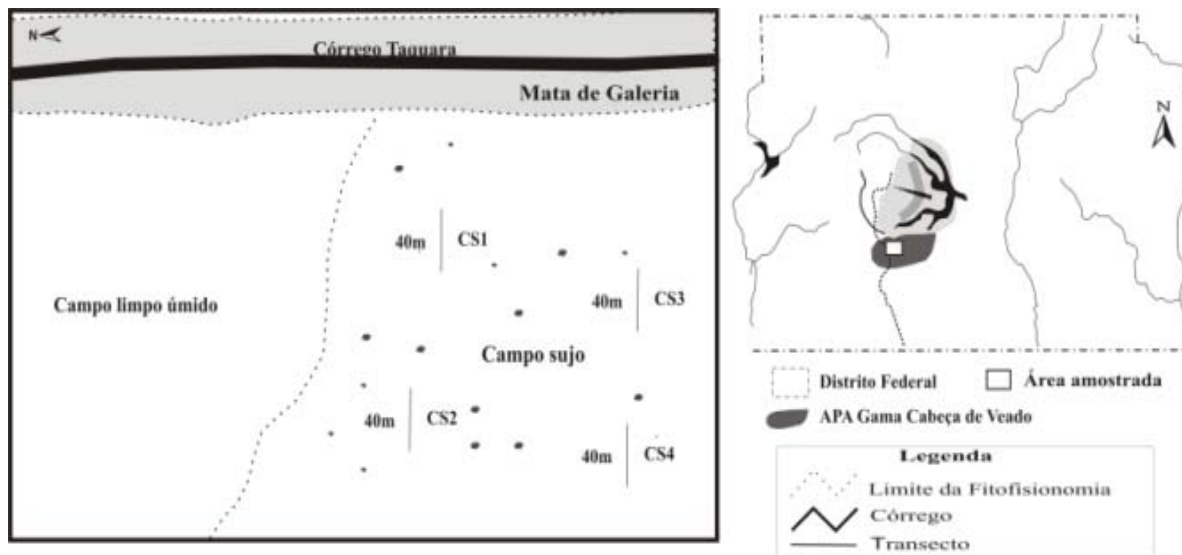 N
Córrego Taquara
Mata de Galeria
40m CS1
40m CS3
Campo limpo úmido
Campo sujo
40m CS2
40m CS4
N
Distrito Federal
Área amostrada
APA Gama Cabeça de Veado
Legenda
Límite da Fitofisionomia
Córrego
Transecto